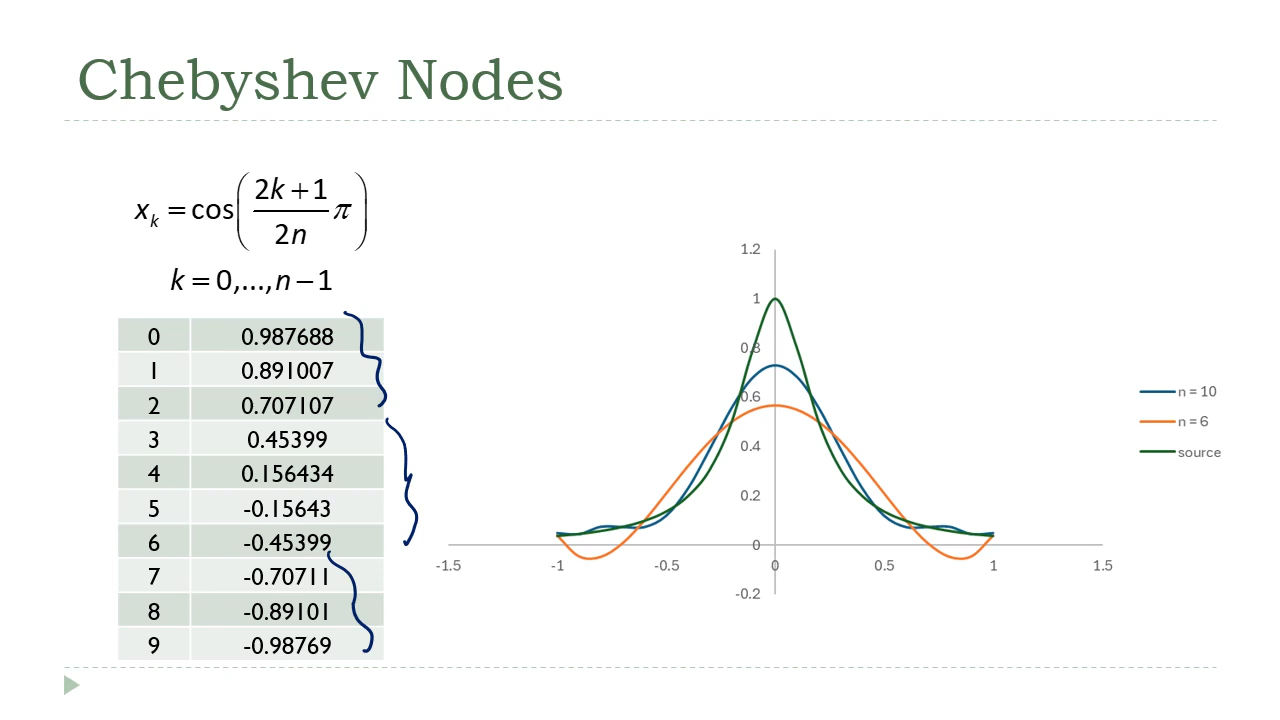 Chebyshev Nodes
x_k = cos((2k+1)/(2n) π)
k = 0,...,n−1
0 0.987688
1 0.891007
2 0.707107
3 0.45399
4 0.156434
5 -0.15643
6 -0.45399
7 -0.70711
8 -0.89101
9 -0.98769
1.2
1
0.8
0.6
0.4
0.2
0
-0.2
-1.5 -1 -0.5 0 0.5 1 1.5
n = 10
n = 6
source